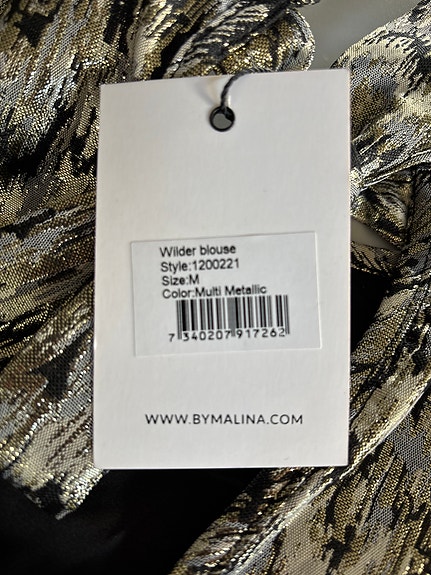 Wilder blouse
Style:1200221
Size:M
Color:Multi Metallic
7 340207 917262
WWW.BYMALINA.COM